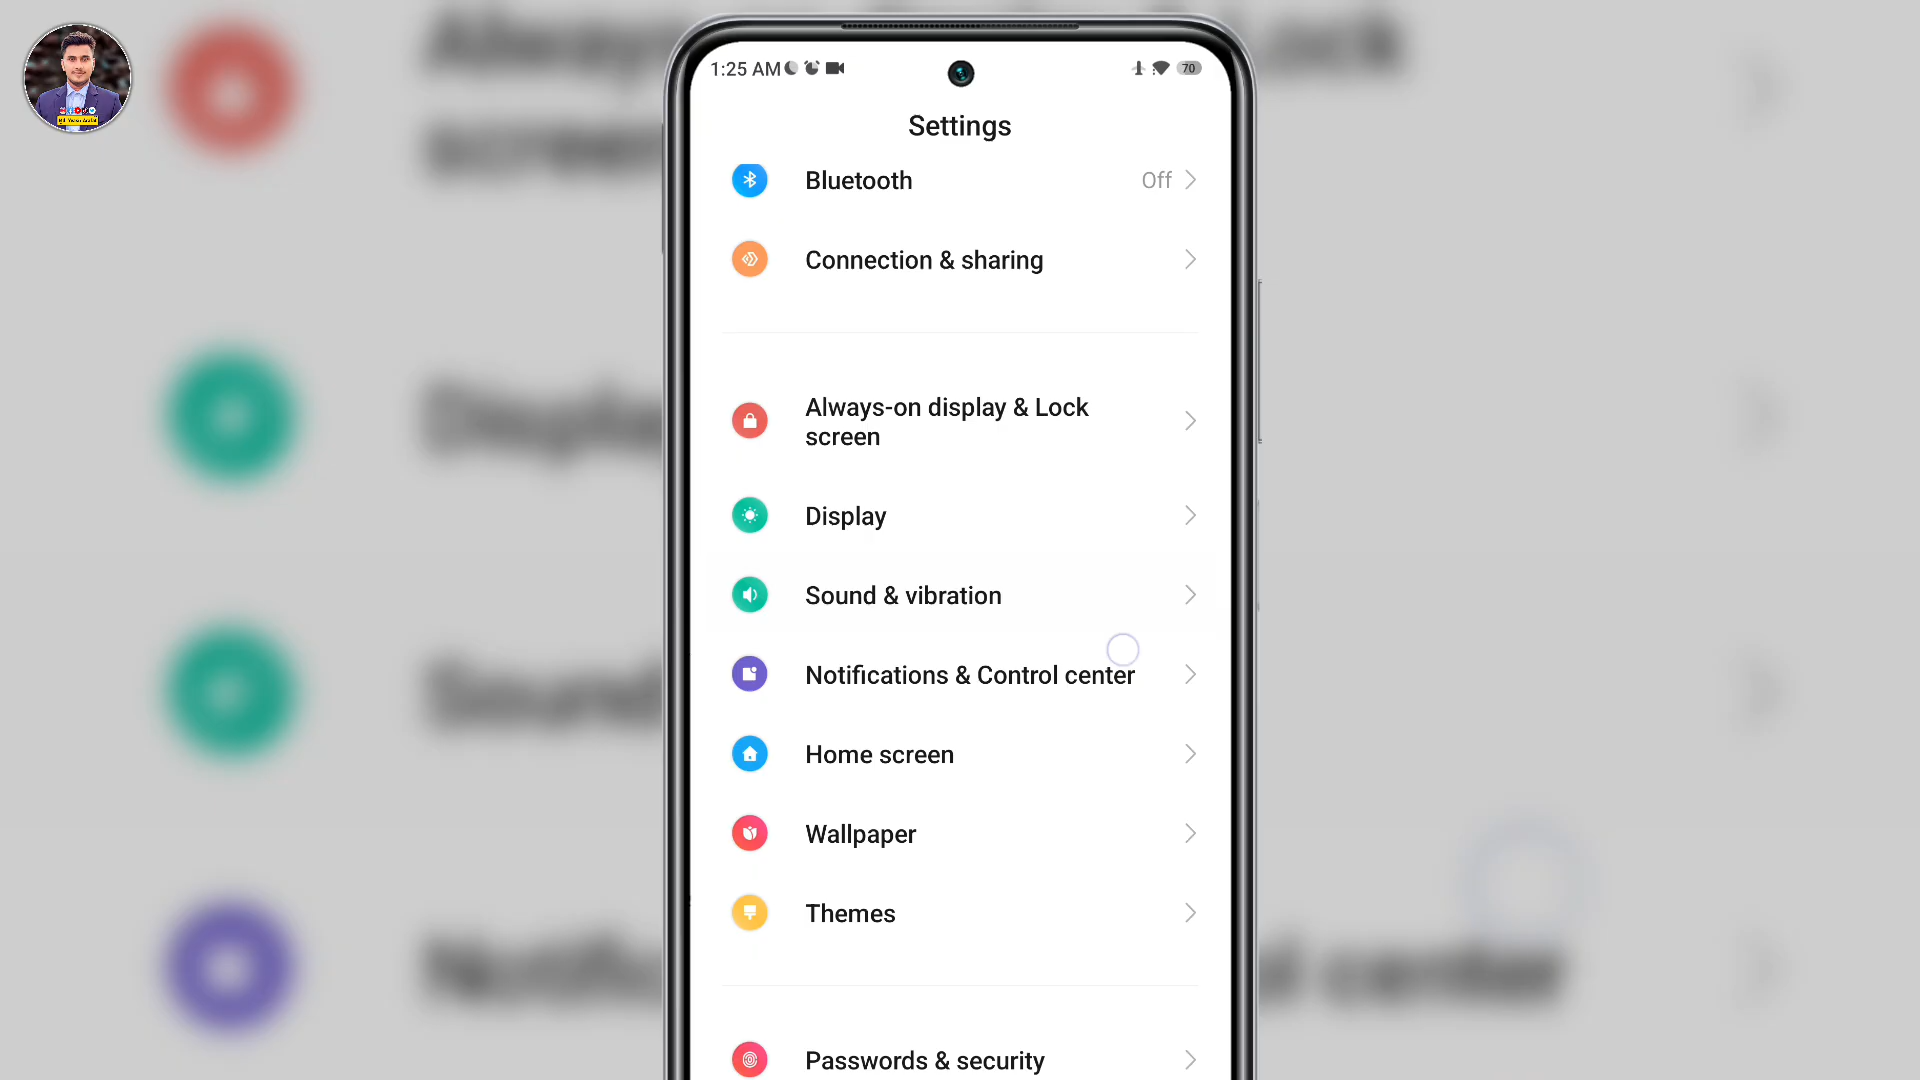 1:25 AM
70
Settings
Bluetooth
Off
Connection & sharing
Always-on display & Lock
screen
Display
Sound & vibration
Notifications & Control center
Home screen
Wallpaper
Themes
Passwords & security